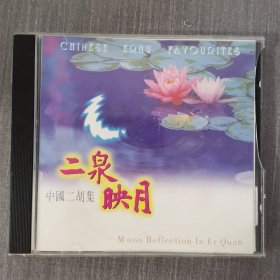 CHINESE ERHU FAVOURITES
二泉
映月
中國二胡集
Moon Reflection In Er Quan